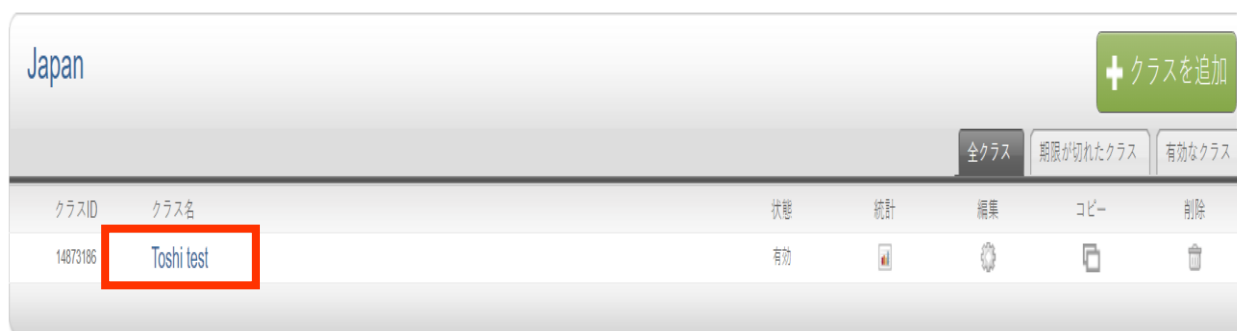 Japan
クラスを追加
全クラス 期限が切れたクラス 有効なクラス
クラスID クラス名 状態 統計 編集 コピー 削除
14873186 Toshi test 有効